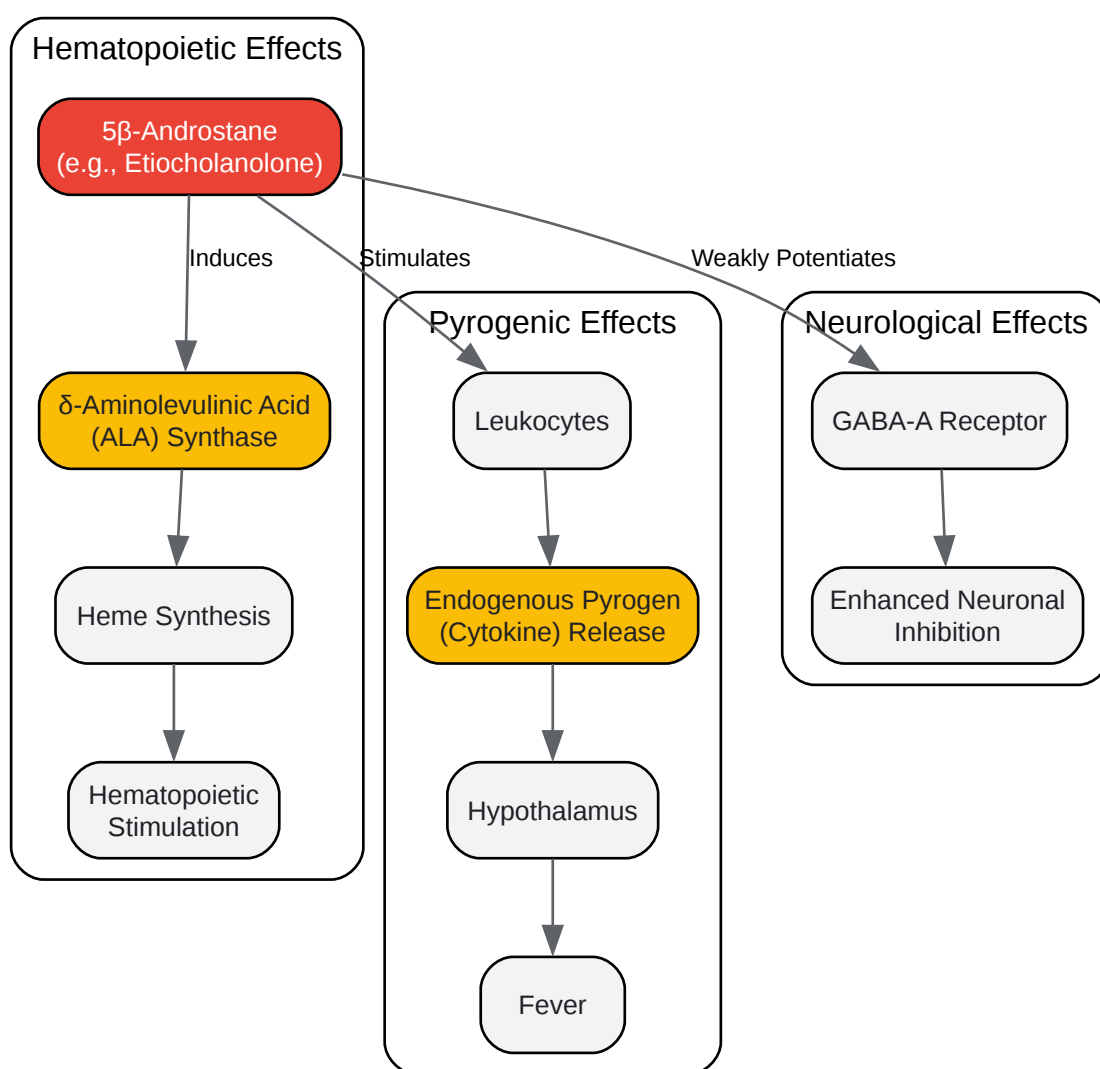 Hematopoietic Effects
5β-Androstane
(e.g., Etiocholanolone)
Induces
Stimulates
Weakly Potentiates
δ-Aminolevulinic Acid
(ALA) Synthase
Heme Synthesis
Hematopoietic
Stimulation
Pyrogenic Effects
Leukocytes
Endogenous Pyrogen
(Cytokine) Release
Hypothalamus
Fever
Neurological Effects
GABA-A Receptor
Enhanced Neuronal
Inhibition